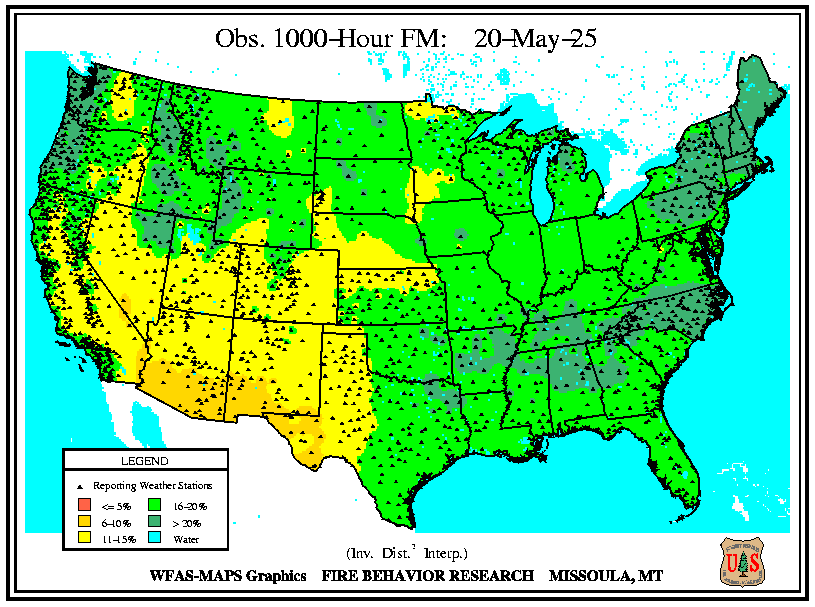 Obs. 1000-Hour FM: 20-May-25
LEGEND
Reporting Weather Stations
<= 5% 16-20%
6-10% > 20%
11-15% Water
(Inv. Dist.² Interp.)
WFAS-MAPS Graphics FIRE BEHAVIOR RESEARCH MISSOULA, MT
U S